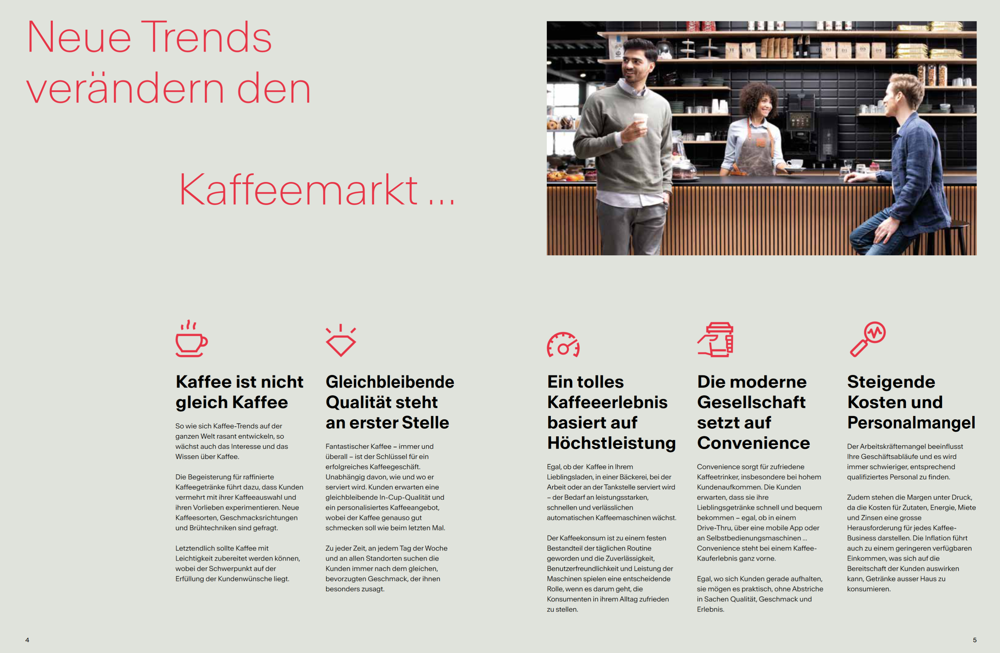 Neue Trends
verändern den
Kaffeemarkt ...
Kaffee ist nicht
gleich Kaffee
So wie sich Kaffee-Trends auf der
ganzen Welt rasant entwickeln, so
wächst auch das Interesse und das
Wissen über Kaffee.
Die Begeisterung für raffinierte
Kaffeegetränke führt dazu, dass Kunden
vermehrt mit ihrer Kaffeeauswahl und
ihren Vorlieben experimentieren. Neue
Kaffeesorten, Geschmacksrichtungen
und Brühtechniken sind gefragt.
Letztendlich sollte Kaffee mit
Leichtigkeit zubereitet werden können,
wobei der Schwerpunkt auf der
Erfüllung der Kundenwünsche liegt.
Gleichbleibende
Qualität steht
an erster Stelle
Fantastischer Kaffee – immer und
überall – ist der Schlüssel für ein
erfolgreiches Kaffeegeschäft.
Unabhängig davon, wie und wo er
serviert wird. Kunden erwarten eine
gleichbleibende In-Cup-Qualität und
ein personalisiertes Kaffeeangebot,
wobei der Kaffee genauso gut
schmecken soll wie beim letzten Mal.
Zu jeder Zeit, an jedem Tag der Woche
und an allen Standorten suchen die
Kunden immer nach dem gleichen,
bevorzugten Geschmack, der ihnen
besonders zusagt.
Ein tolles
Kaffeeerlebnis
basiert auf
Höchstleistung
Egal, ob der Kaffee in Ihrem
Lieblingsladen, in einer Bäckerei, bei der
Arbeit oder an der Tankstelle serviert wird
– der Bedarf an leistungsstarken,
schnellen und verlässlichen
automatischen Kaffeemaschinen wächst.
Der Kaffeekonsum ist zu einem festen
Bestandteil der täglichen Routine
geworden und die Zuverlässigkeit,
Benutzerfreundlichkeit und Leistung der
Maschinen spielen eine entscheidende
Rolle, wenn es darum geht, die
Konsumenten in ihrem Alltag zufrieden
zu stellen.
Die moderne
Gesellschaft
setzt auf
Convenience
Convenience sorgt für zufriedene
Kaffeetrinker, insbesondere bei hohem
Kundenaufkommen. Die Kunden
erwarten, dass sie ihre
Lieblingsgetränke schnell und bequem
bekommen – egal, ob in einem
Drive-Thru, über eine mobile App oder
an Selbstbedienungsmaschinen ...
Convenience steht bei einem Kaffee-
Kauferlebnis ganz vorne.
Egal, wo sich Kunden gerade aufhalten,
sie mögen es praktisch, ohne Abstriche
in Sachen Qualität, Geschmack und
Erlebnis.
Steigende
Kosten und
Personalmangel
Der Arbeitskräftemangel beeinflusst
Ihre Geschäftsabläufe und es wird
immer schwieriger, entsprechend
qualifiziertes Personal zu finden.
Zudem stehen die Margen unter Druck,
da die Kosten für Zutaten, Energie, Miete
und Zinsen eine grosse
Herausforderung für jedes Kaffee-
Business darstellen. Die Inflation führt
auch zu einem geringeren verfügbaren
Einkommen, was sich auf die
Bereitschaft der Kunden auswirken
kann, Getränke ausser Haus zu
konsumieren.
4
5